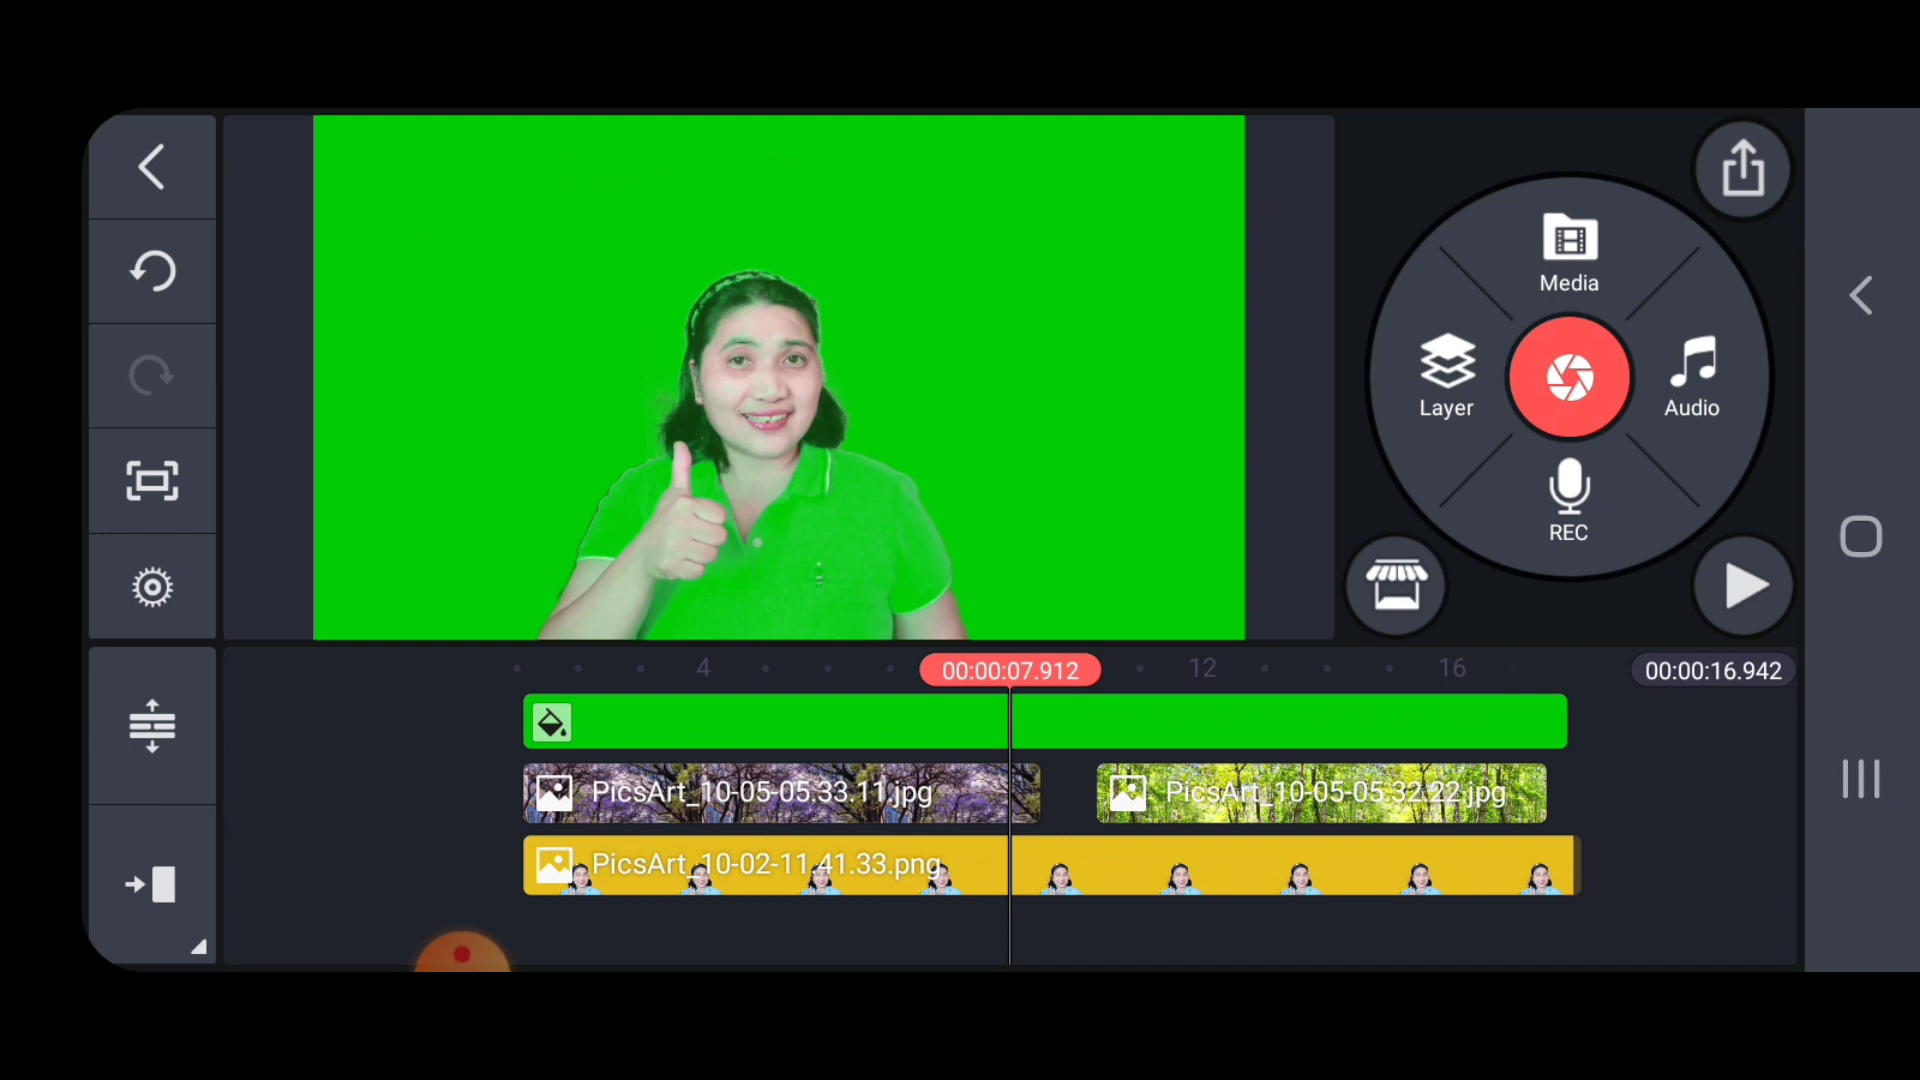 Media
Layer
Audio
REC
4
00:00:07.912
12
16
00:00:16.942
PicsArt_10-05-05.33.11.jpg
PicsArt_10-05-05.32.22.jpg
PicsArt_10-02-11.41.33.png